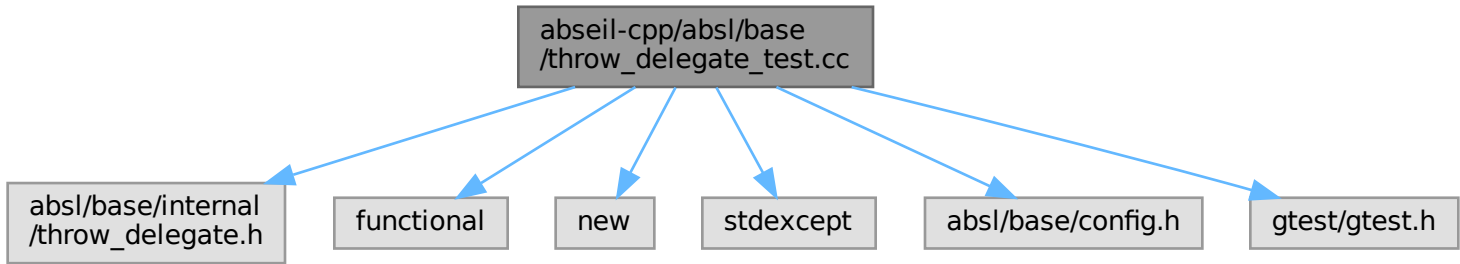 abseil-cpp/absl/base
/throw_delegate_test.cc
absl/base/internal
/throw_delegate.h
functional
new
stdexcept
absl/base/config.h
gtest/gtest.h